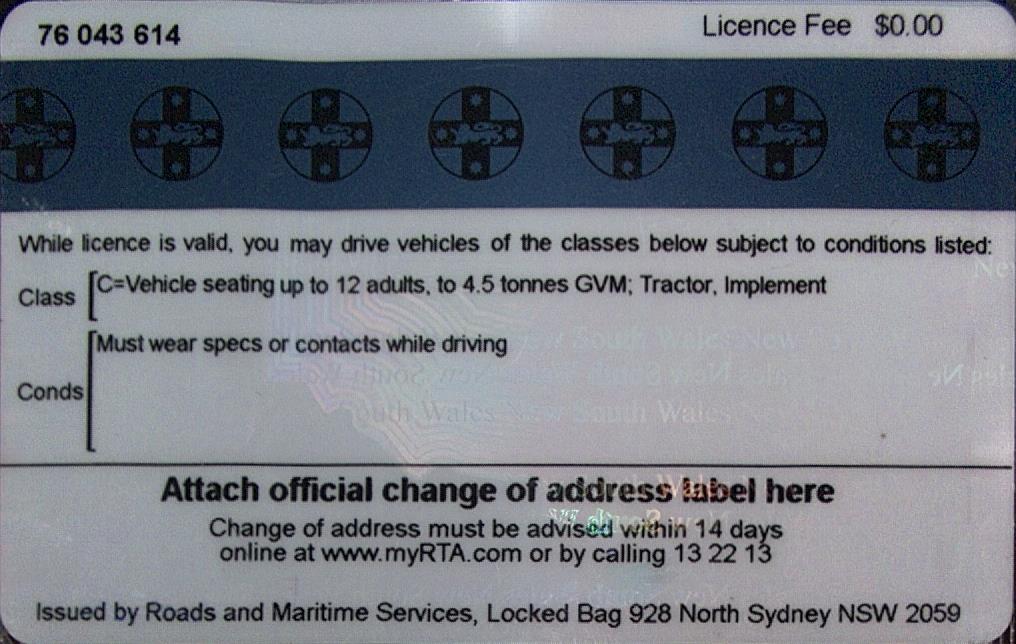 76 043 614
Licence Fee $0.00
While licence is valid, you may drive vehicles of the classes below subject to conditions listed:
Class
C=Vehicle seating up to 12 adults, to 4.5 tonnes GVM; Tractor, Implement
Must wear specs or contacts while driving
Conds
New South Wales New
South Wales New South Wales
Attach official change of address label here
Change of address must be advised within 14 days
online at www.myRTA.com or by calling 13 22 13
Issued by Roads and Maritime Services, Locked Bag 928 North Sydney NSW 2059